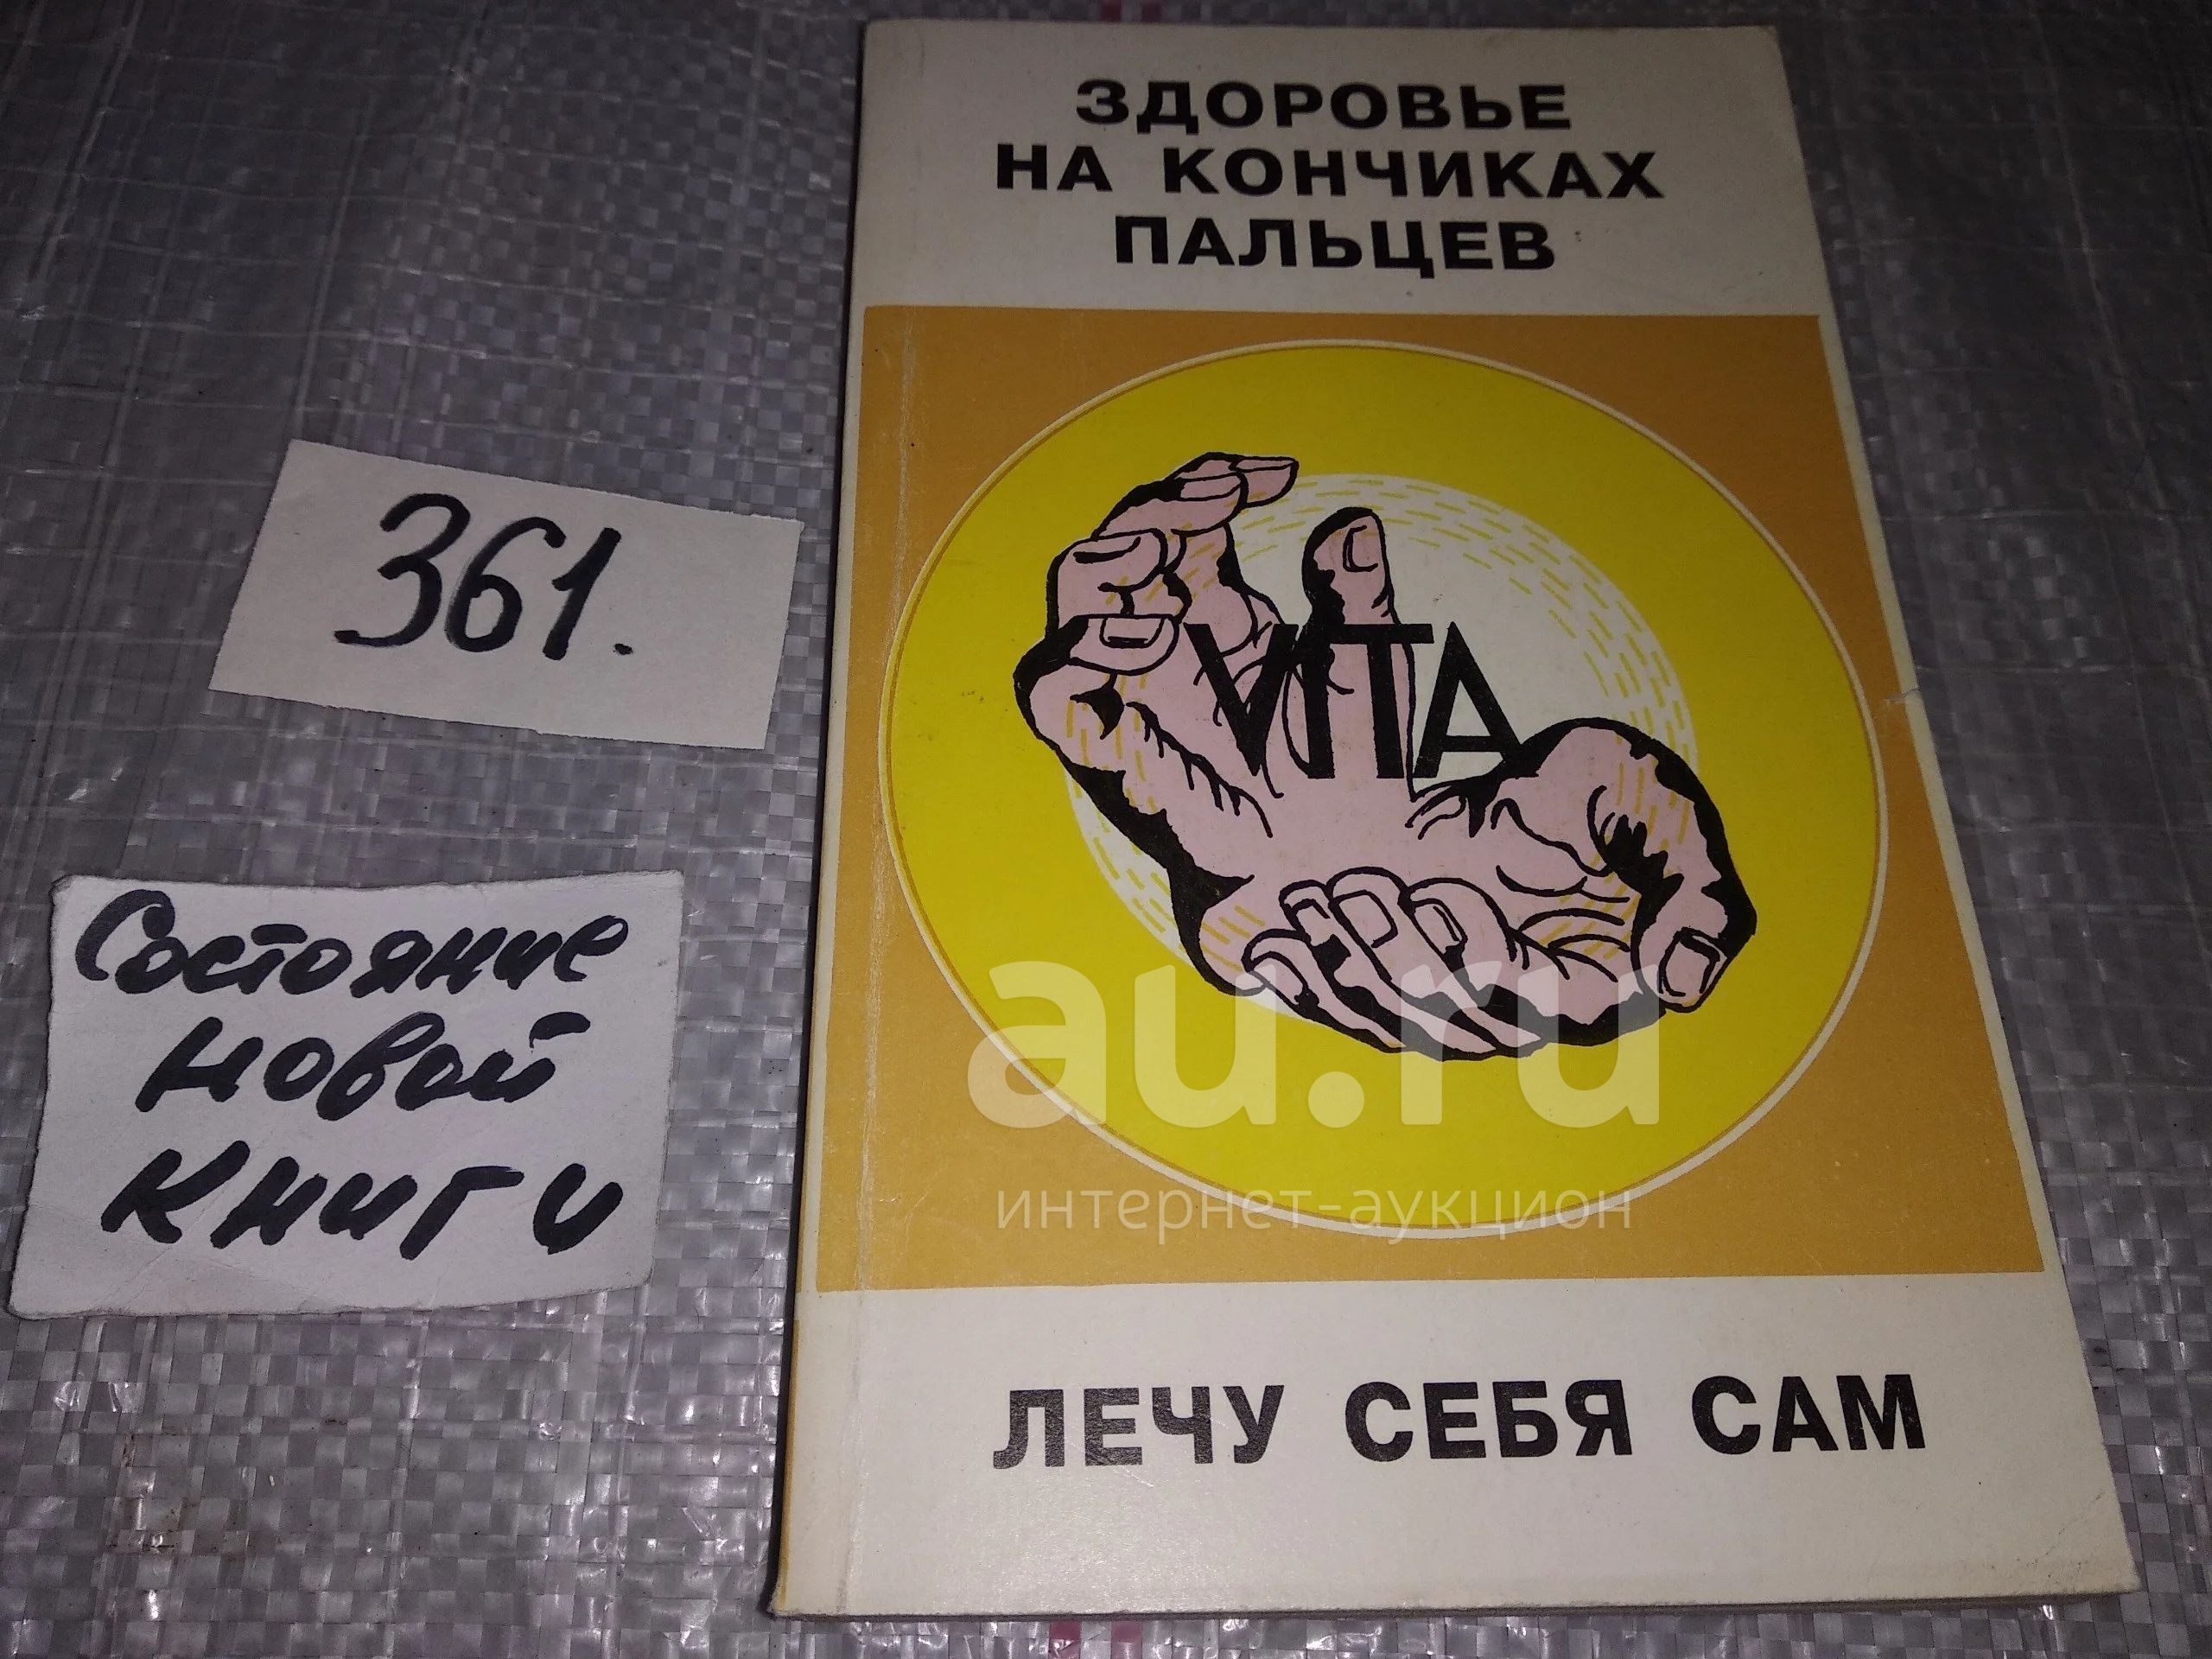 ЗДОРОВЬЕ
НА КОНЧИКАХ
ПАЛЬЦЕВ
361.
VITA
Состояние
новой
книги
au.ru
интернет-аукцион
ЛЕЧУ СЕБЯ САМ